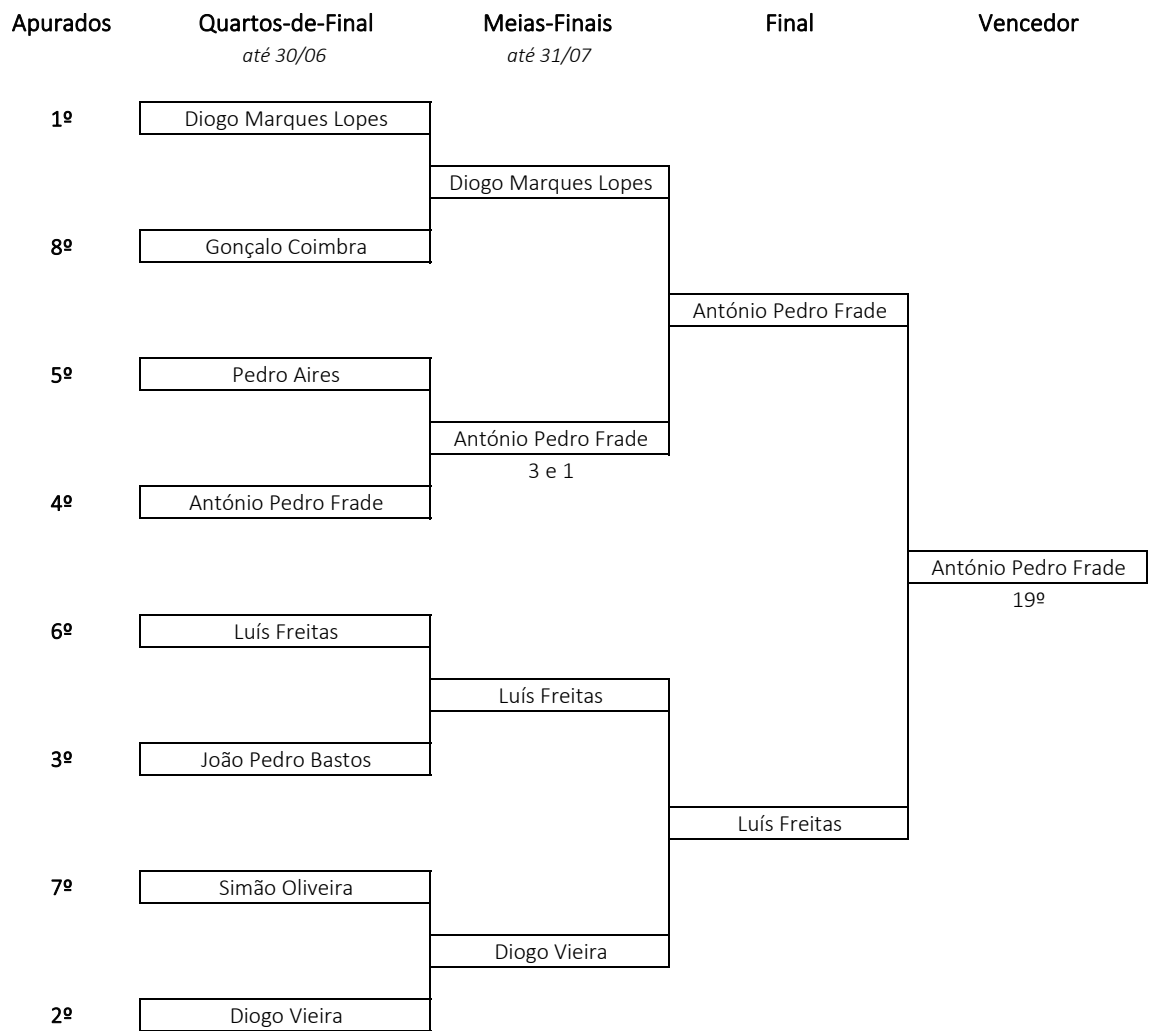 Apurados Quartos-de-Final Meias-Finais Final Vencedor
até 30/06 até 31/07
1º Diogo Marques Lopes
Diogo Marques Lopes
8º Gonçalo Coimbra
António Pedro Frade
5º Pedro Aires
António Pedro Frade
3 e 1
4º António Pedro Frade
António Pedro Frade
19º
6º Luís Freitas
Luís Freitas
3º João Pedro Bastos
Luís Freitas
7º Simão Oliveira
Diogo Vieira
2º Diogo Vieira